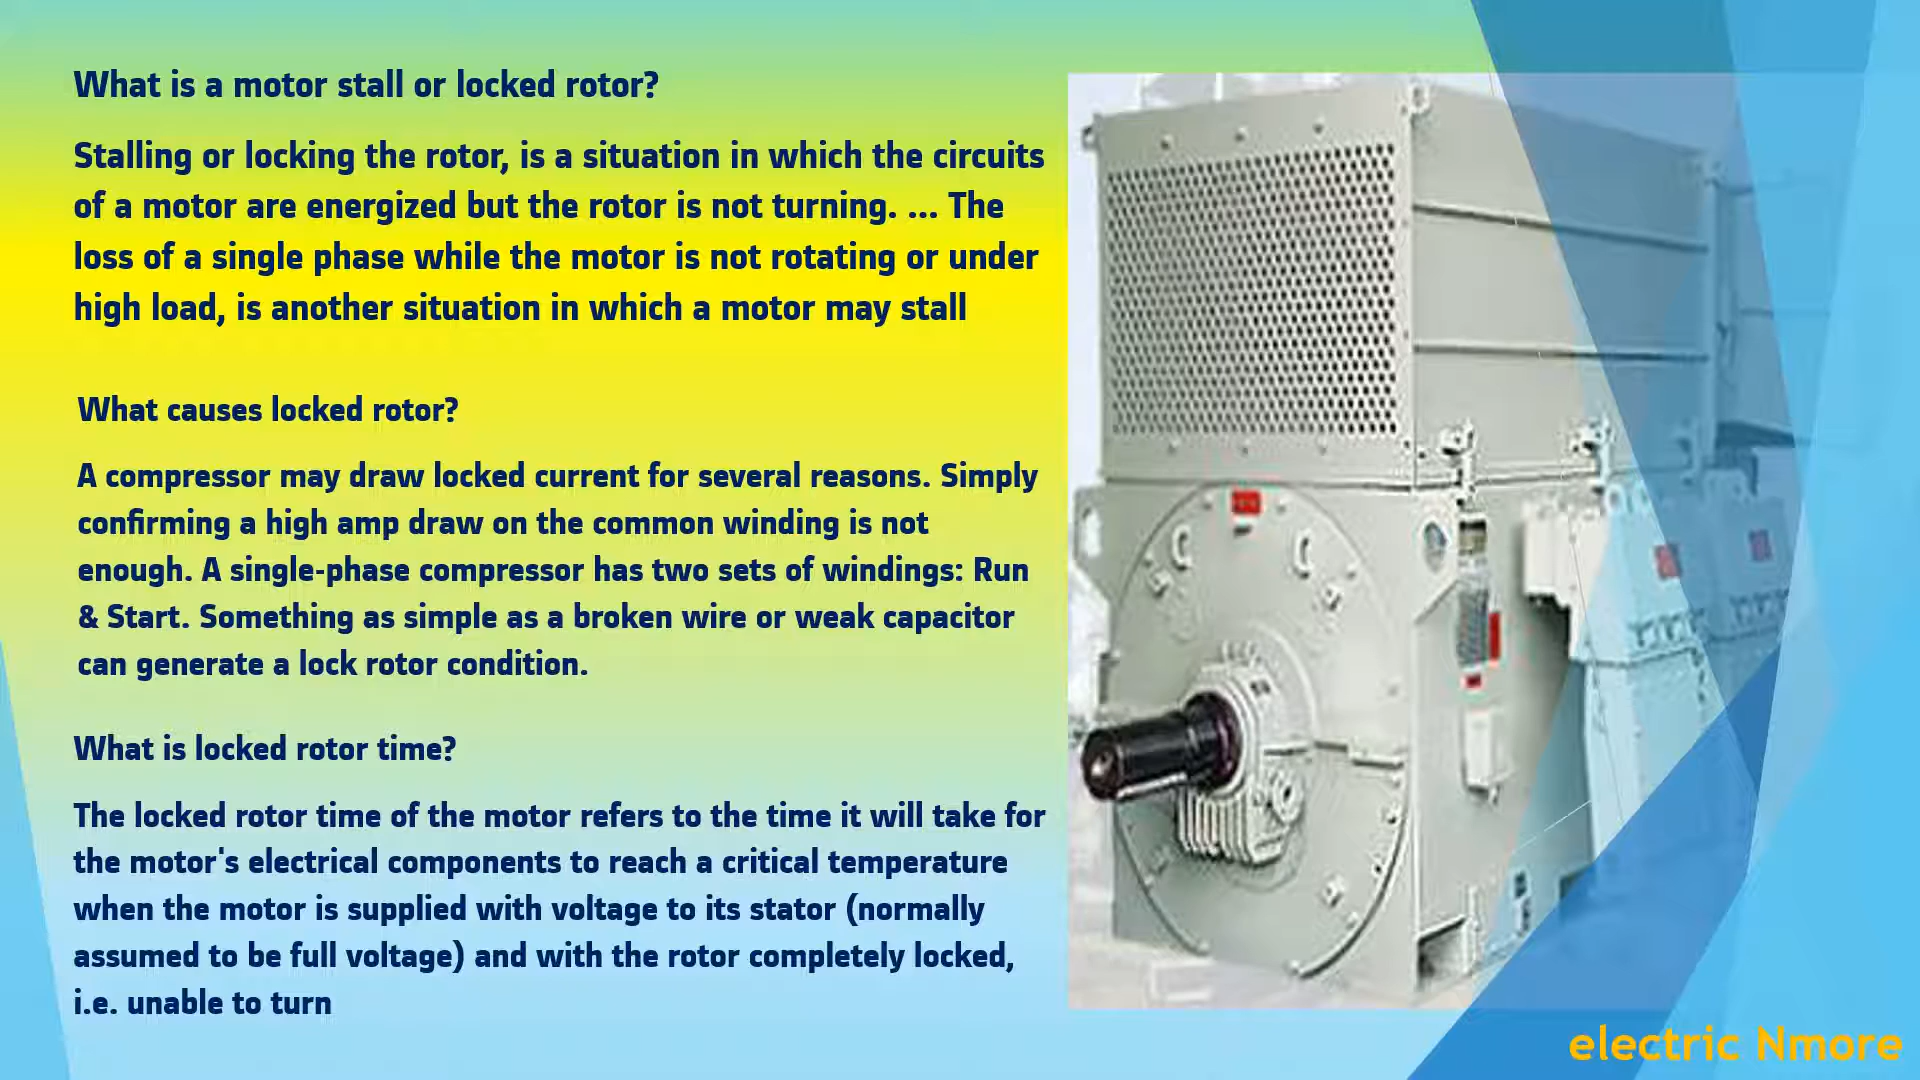 What is a motor stall or locked rotor?
Stalling or locking the rotor, is a situation in which the circuits
of a motor are energized but the rotor is not turning. ... The
loss of a single phase while the motor is not rotating or under
high load, is another situation in which a motor may stall
What causes locked rotor?
A compressor may draw locked current for several reasons. Simply
confirming a high amp draw on the common winding is not
enough. A single-phase compressor has two sets of windings: Run
& Start. Something as simple as a broken wire or weak capacitor
can generate a lock rotor condition.
What is locked rotor time?
The locked rotor time of the motor refers to the time it will take for
the motor's electrical components to reach a critical temperature
when the motor is supplied with voltage to its stator (normally
assumed to be full voltage) and with the rotor completely locked,
i.e. unable to turn
electric Nmore